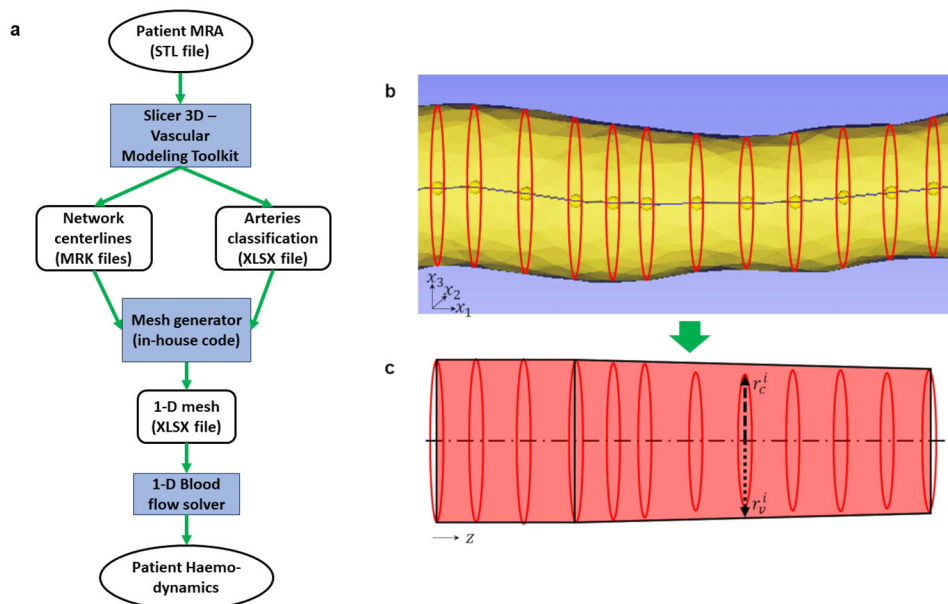 a
Patient MRA
(STL file)
Slicer 3D –
Vascular
Modeling Toolkit
Network
centerlines
(MRK files)
Arteries
classification
(XLSX file)
Mesh generator
(in-house code)
1-D mesh
(XLSX file)
1-D Blood
flow solver
Patient Haemo-
dynamics
b
x₃
x₂
x₁
c
r_c^i
r_v^i
z